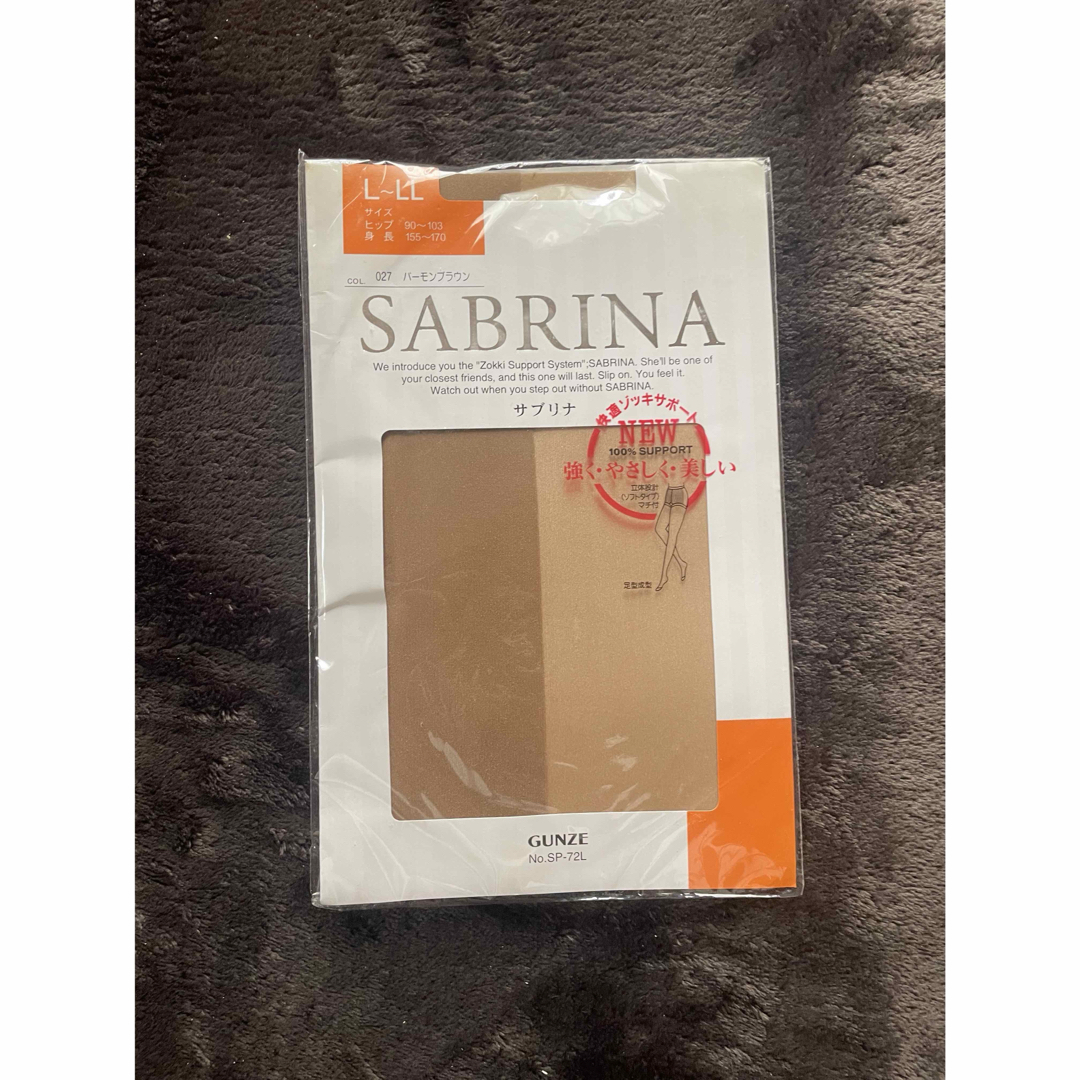 L~LL
サイズ
ヒップ 90~103
身長 155~170
COL. 027 バーモンブラウン
SABRINA
We introduce you the "Zokki Support System";SABRINA. She'll be one of
your closest friends, and this one will last. Slip on. You feel it.
Watch out when you step out without SABRINA.
サブリナ
快適ゾッキサポート
NEW
100% SUPPORT
強く・やさしく・美しい
立体設計
(ソフトタイプ)
マチ付
足型成型
GUNZE
No.SP-72L